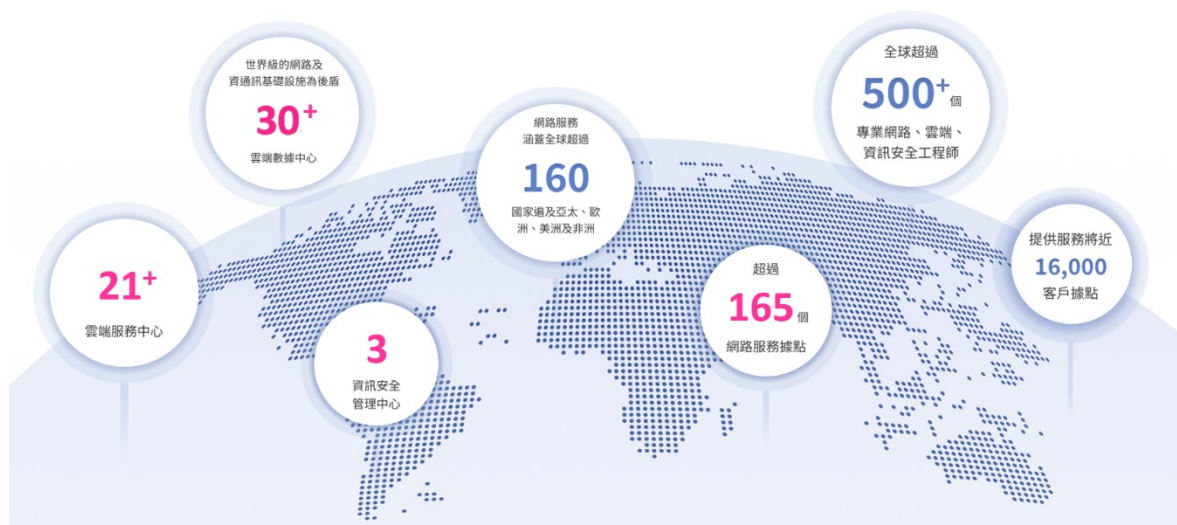 世界級的網路及
資通訊基礎設施為後盾
30+
雲端數據中心
全球超過
500+個
專業網路、雲端、
資訊安全工程師
網路服務
涵蓋全球超過
160
國家遍及亞太、歐
洲、美洲及非洲
21+
雲端服務中心
3
資訊安全
管理中心
超過
165個
網路服務據點
提供服務將近
16,000
客戶據點